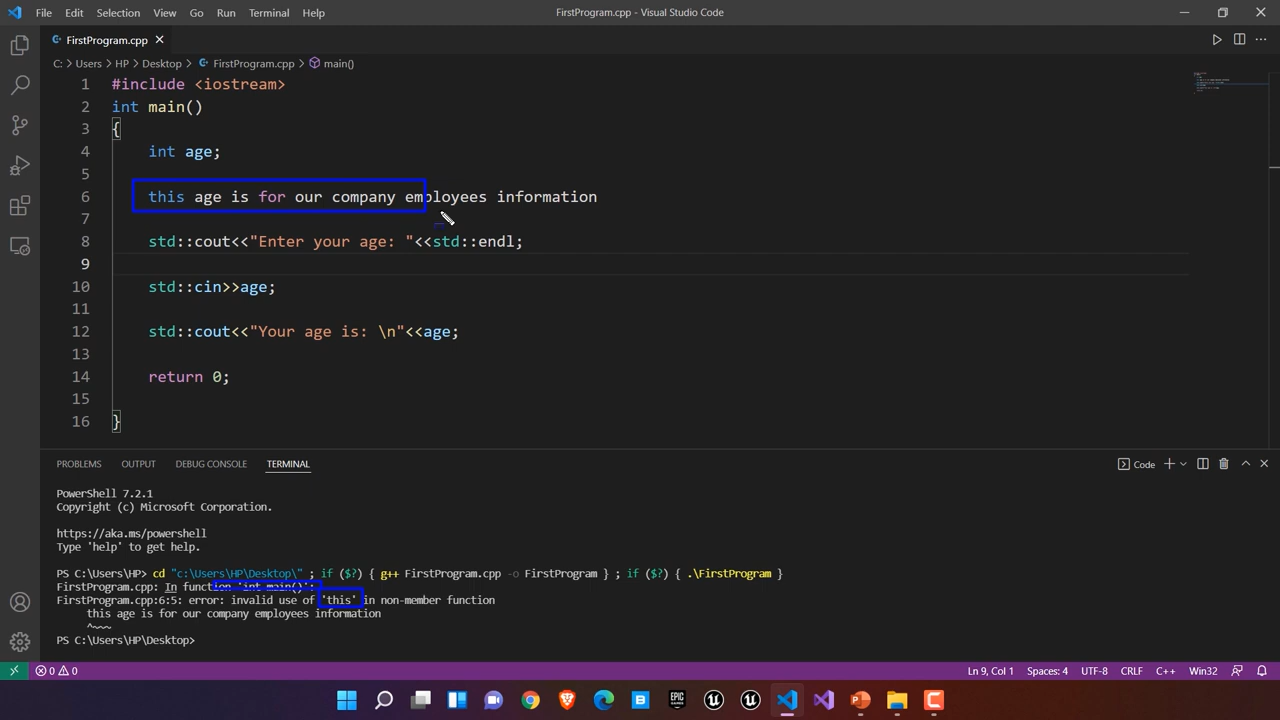 File Edit Selection View Go Run Terminal Help FirstProgram.cpp - Visual Studio Code
FirstProgram.cpp
C: > Users > HP > Desktop > FirstProgram.cpp > main()
1 #include <iostream>
2 int main()
3 {
4 int age;
5
6 this age is for our company employees information
7
8 std::cout<<"Enter your age: "<<std::endl;
9
10 std::cin>>age;
11
12 std::cout<<"Your age is: \n"<<age;
13
14 return 0;
15
16 }
PROBLEMS OUTPUT DEBUG CONSOLE TERMINAL Code
PowerShell 7.2.1
Copyright (c) Microsoft Corporation.
https://aka.ms/powershell
Type 'help' to get help.
PS C:\Users\HP> cd "c:\Users\HP\Desktop\" ; if ($?) { g++ FirstProgram.cpp -o FirstProgram } ; if ($?) { .\FirstProgram }
FirstProgram.cpp: In function 'int main()':
FirstProgram.cpp:6:5: error: invalid use of 'this' in non-member function
this age is for our company employees information
^~~~
PS C:\Users\HP\Desktop>
0 0 Ln 9, Col 1 Spaces: 4 UTF-8 CRLF C++ Win32
EPIC GAMES